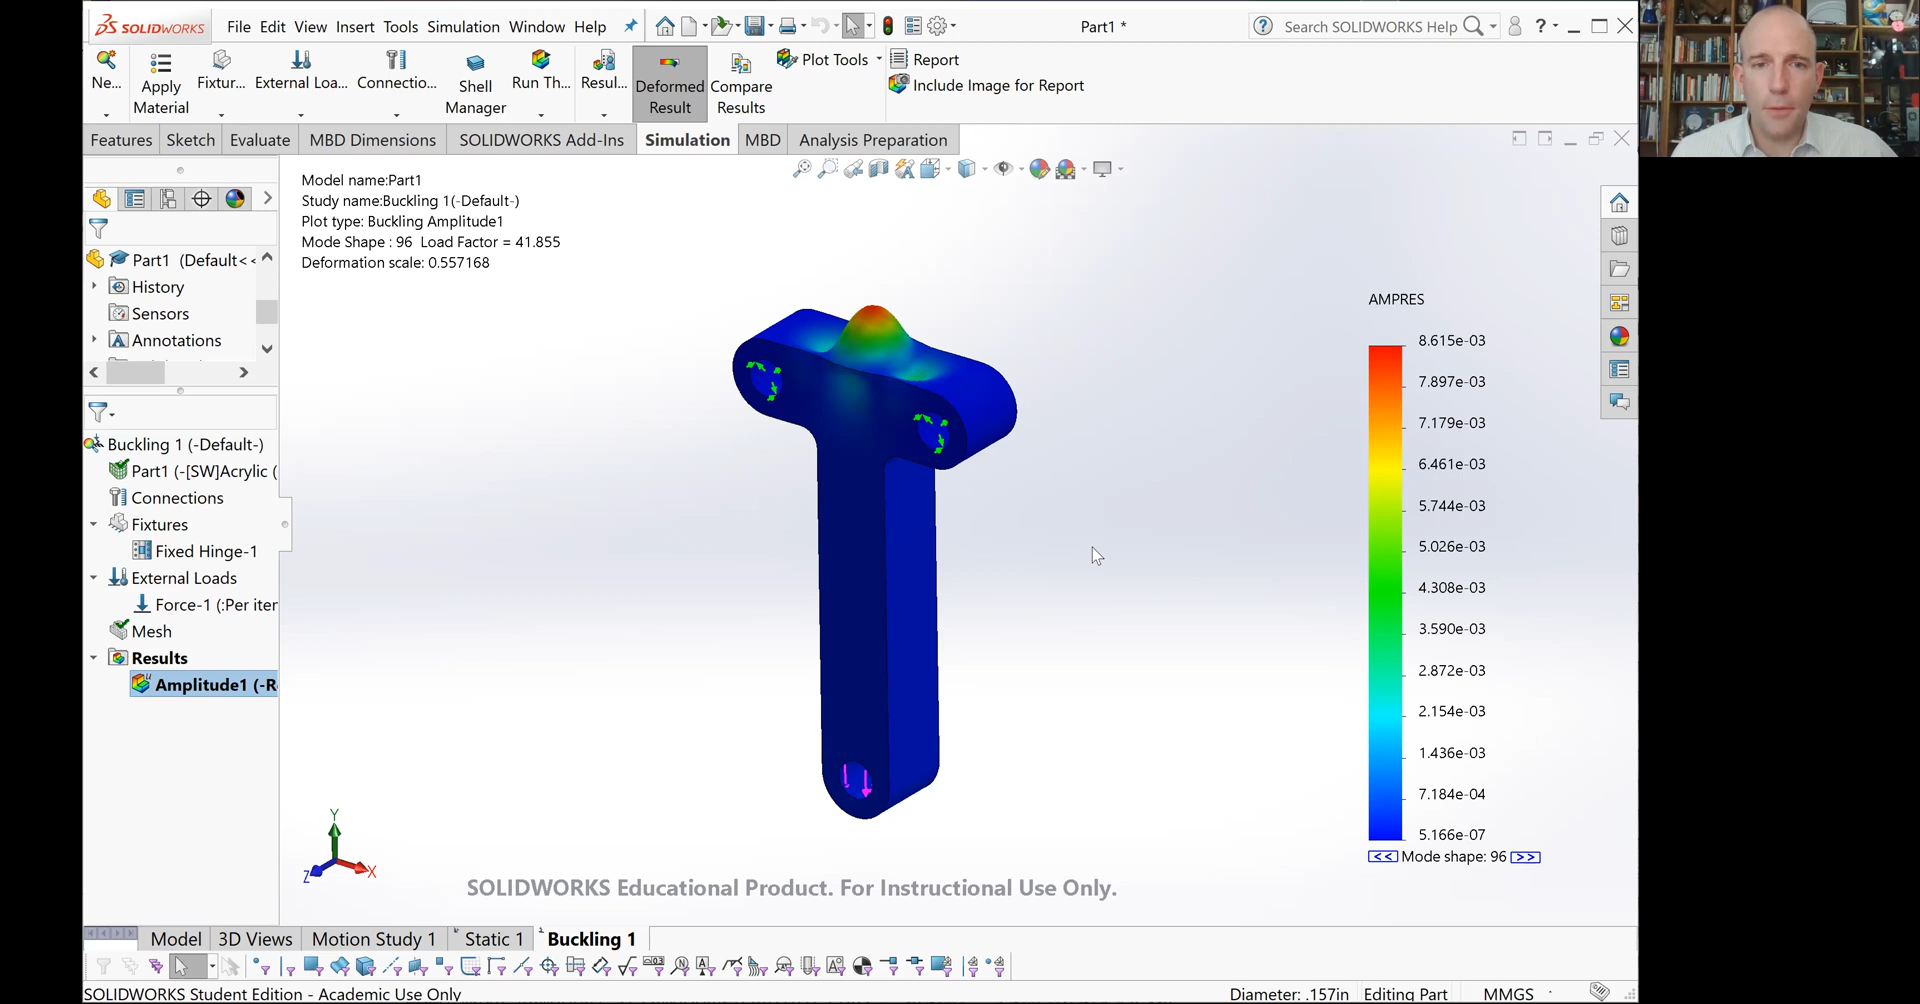 SOLIDWORKS File Edit View Insert Tools Simulation Window Help Part1 * Search SOLIDWORKS Help ?
Ne... Apply Material Fixtur... External Loa... Connectio... Shell Manager Run Th... Resul... Deformed Result Compare Results Plot Tools Report
Include Image for Report
Features Sketch Evaluate MBD Dimensions SOLIDWORKS Add-Ins Simulation MBD Analysis Preparation
Model name:Part1
Study name:Buckling 1(-Default-)
Plot type: Buckling Amplitude1
Mode Shape : 96 Load Factor = 41.855
Deformation scale: 0.557168
Part1 (Default<<
History
Sensors
Annotations
Buckling 1 (-Default-)
Part1 (-[SW]Acrylic (
Connections
Fixtures
Fixed Hinge-1
External Loads
Force-1 (:Per iter
Mesh
Results
Amplitude1 (-R
AMPRES
8.615e-03
7.897e-03
7.179e-03
6.461e-03
5.744e-03
5.026e-03
4.308e-03
3.590e-03
2.872e-03
2.154e-03
1.436e-03
7.184e-04
5.166e-07
<< Mode shape: 96 >>
Y
X
Z
SOLIDWORKS Educational Product. For Instructional Use Only.
Model 3D Views Motion Study 1 Static 1 Buckling 1
SOLIDWORKS Student Edition - Academic Use Only Diameter: .157in Editing Part MMGS